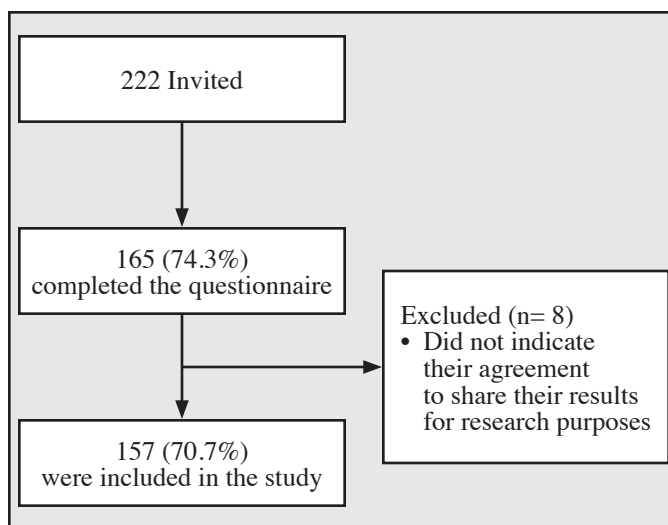 222 Invited
165 (74.3%)
completed the questionnaire
Excluded (n= 8)
• Did not indicate
their agreement
to share their results
for research purposes
157 (70.7%)
were included in the study